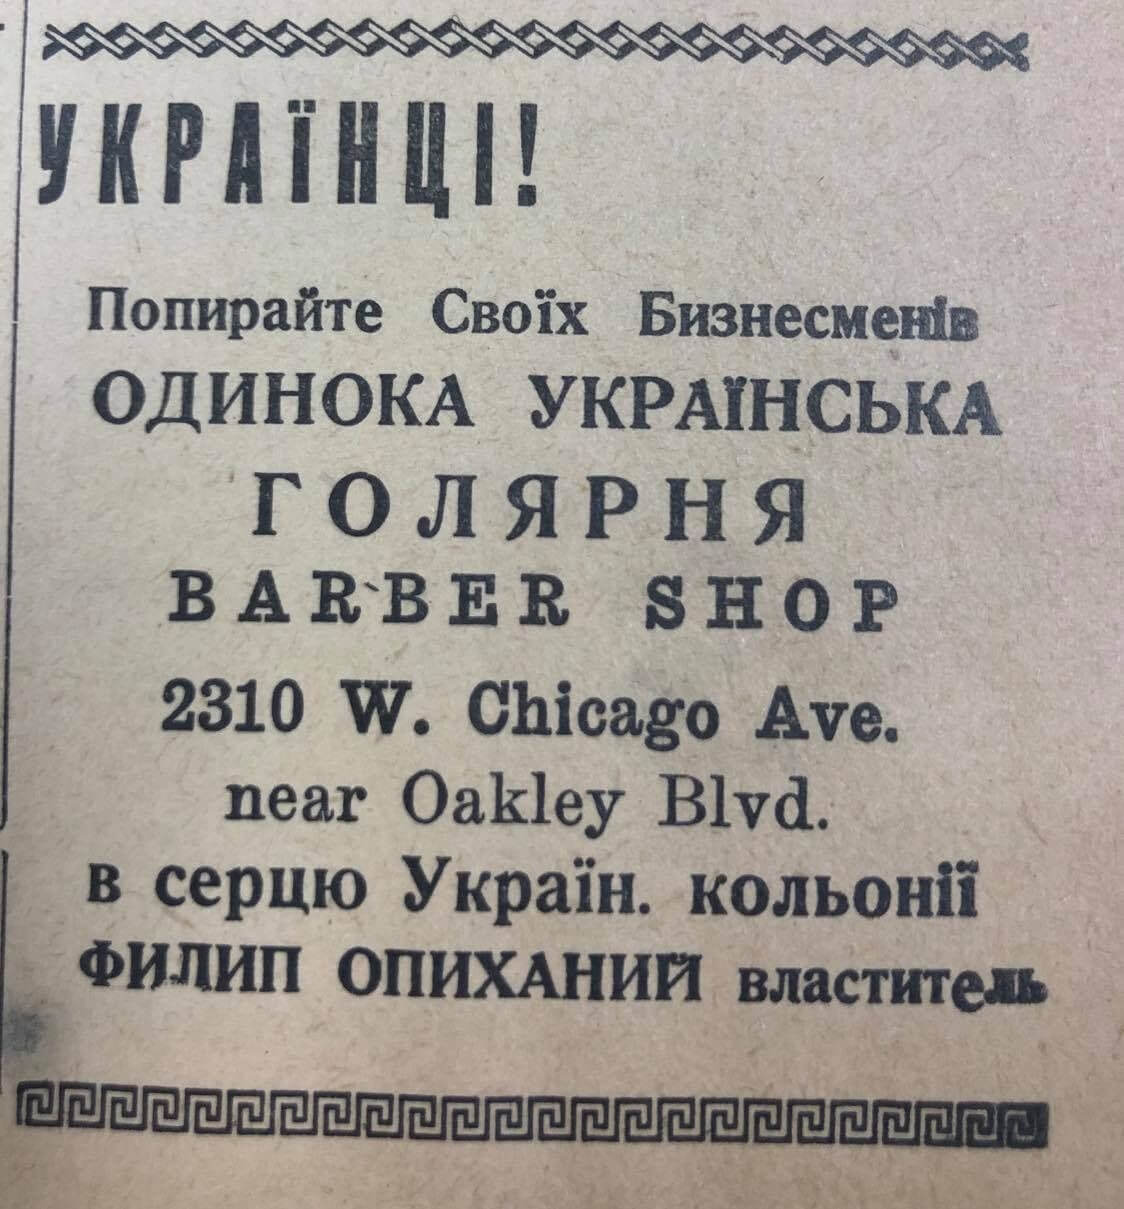 УКРАЇНЦІ!
Попирайте Своїх Бизнесменів
ОДИНОКА УКРАЇНСЬКА
ГОЛЯРНЯ
BARBER SHOP
2310 W. Chicago Ave.
near Oakley Blvd.
в серцю Україн. кольонії
ФИЛИП ОПИХАНИЙ властитель